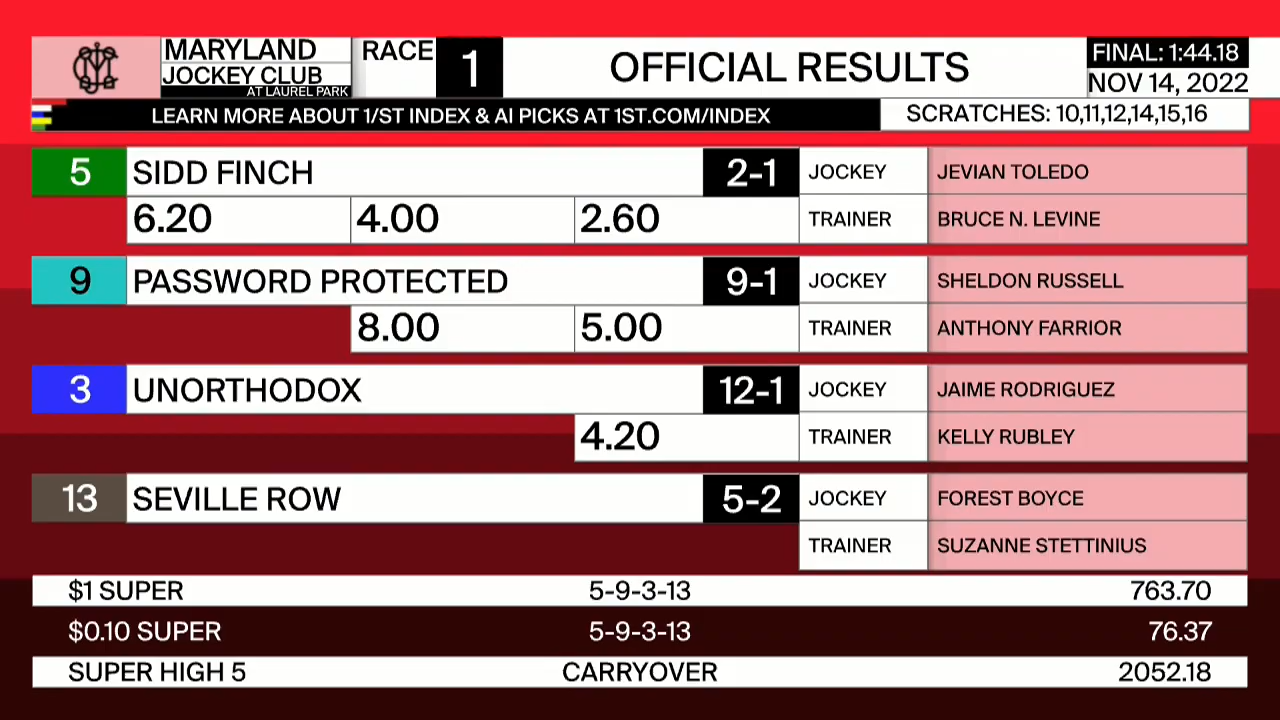 MARYLAND
JOCKEY CLUB
AT LAUREL PARK
RACE 1
OFFICIAL RESULTS
FINAL: 1:44.18
NOV 14, 2022
LEARN MORE ABOUT 1/ST INDEX & AI PICKS AT 1ST.COM/INDEX
SCRATCHES: 10,11,12,14,15,16
5 SIDD FINCH 2-1 JOCKEY JEVIAN TOLEDO
6.20 4.00 2.60 TRAINER BRUCE N. LEVINE
9 PASSWORD PROTECTED 9-1 JOCKEY SHELDON RUSSELL
8.00 5.00 TRAINER ANTHONY FARRIOR
3 UNORTHODOX 12-1 JOCKEY JAIME RODRIGUEZ
4.20 TRAINER KELLY RUBLEY
13 SEVILLE ROW 5-2 JOCKEY FOREST BOYCE
TRAINER SUZANNE STETTINIUS
$1 SUPER 5-9-3-13 763.70
$0.10 SUPER 5-9-3-13 76.37
SUPER HIGH 5 CARRYOVER 2052.18